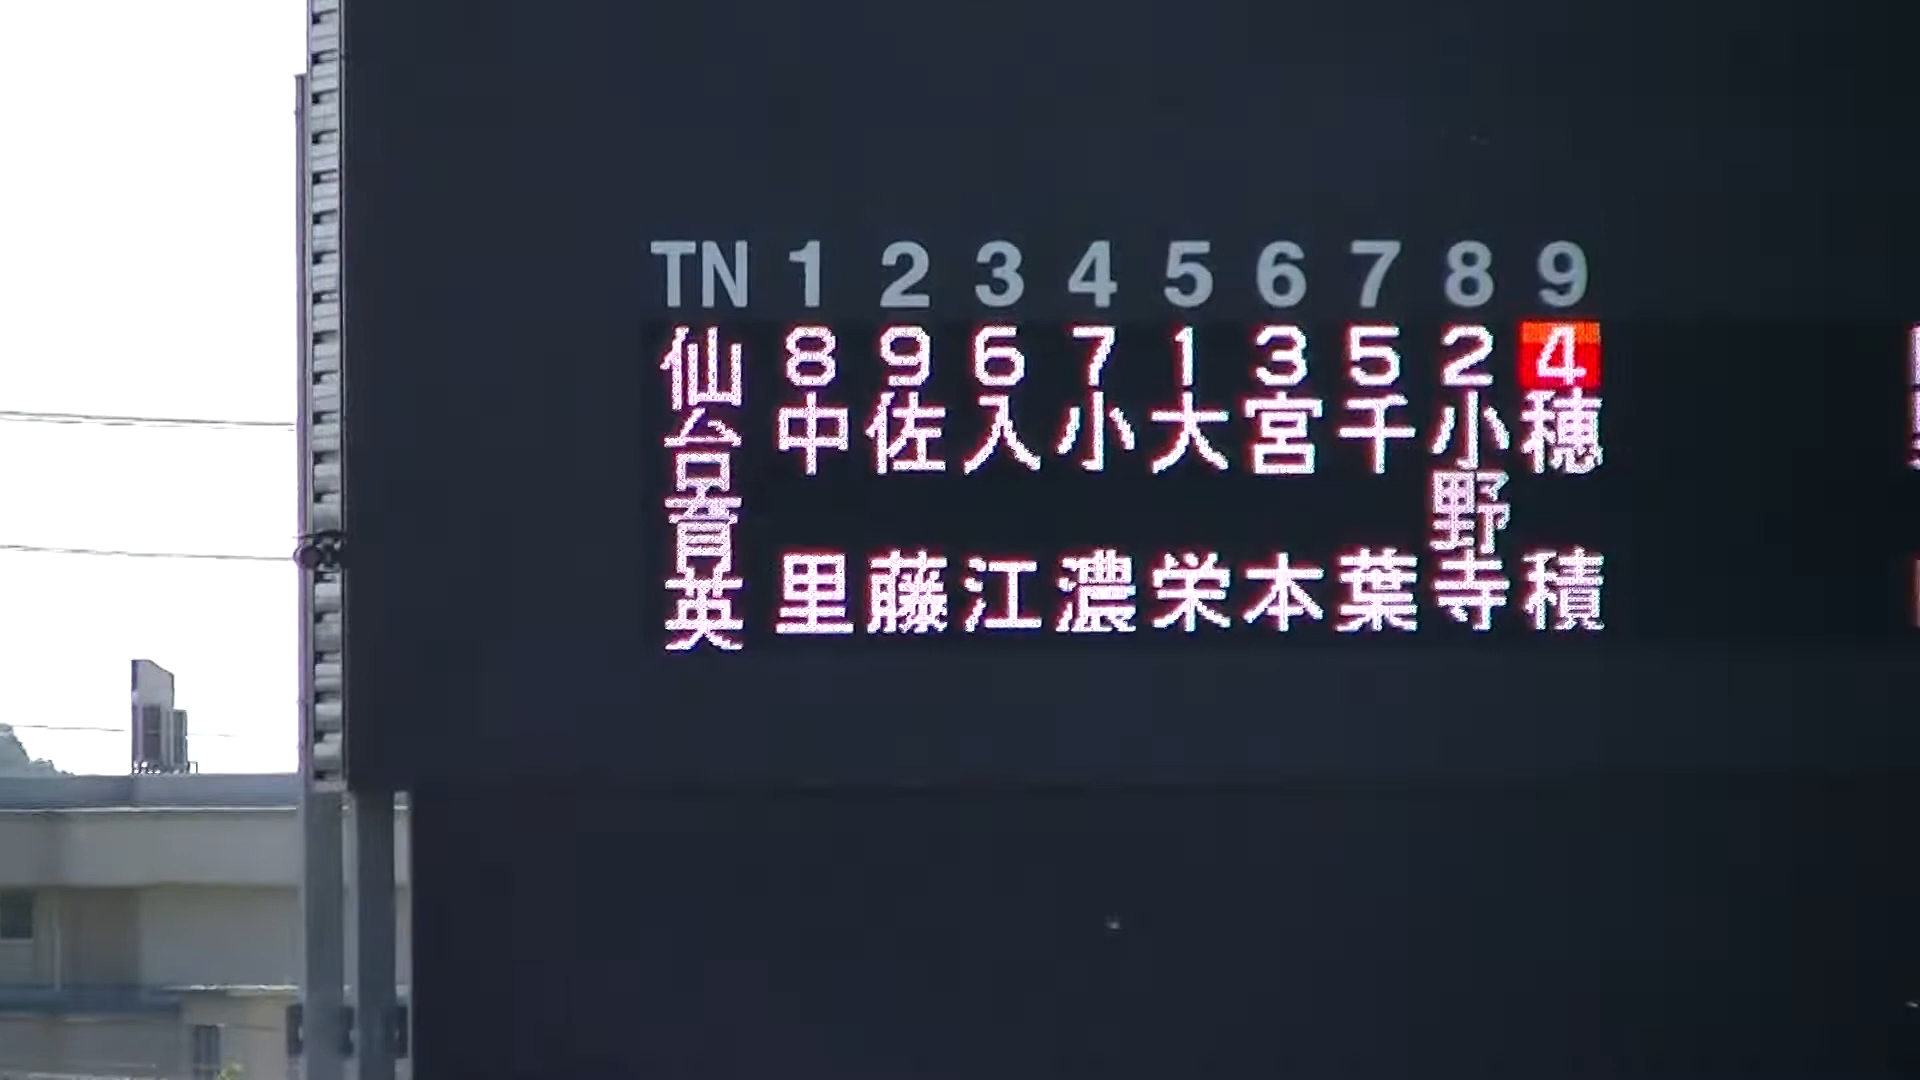 TN 1 2 3 4 5 6 7 8 9
仙台育英
8 9 6 7 1 3 5 2 4
中里
佐藤
入江
小濃
大栄
宮本
千葉
小野寺
穂積